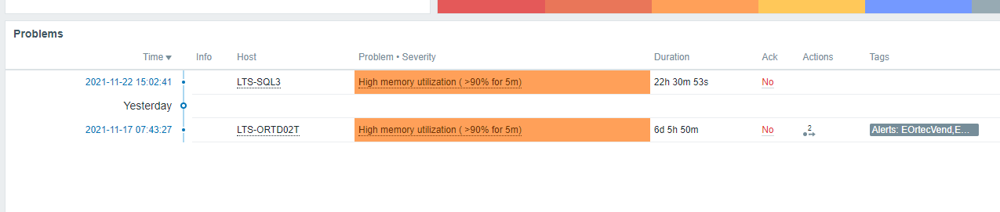 Problems
Time ▼ Info Host Problem • Severity Duration Ack Actions Tags
2021-11-22 15:02:41 LTS-SQL3 High memory utilization ( >90% for 5m) 22h 30m 53s No
Yesterday
2021-11-17 07:43:27 LTS-ORTD02T High memory utilization ( >90% for 5m) 6d 5h 50m No 2 Alerts: EOrtecVend,E...